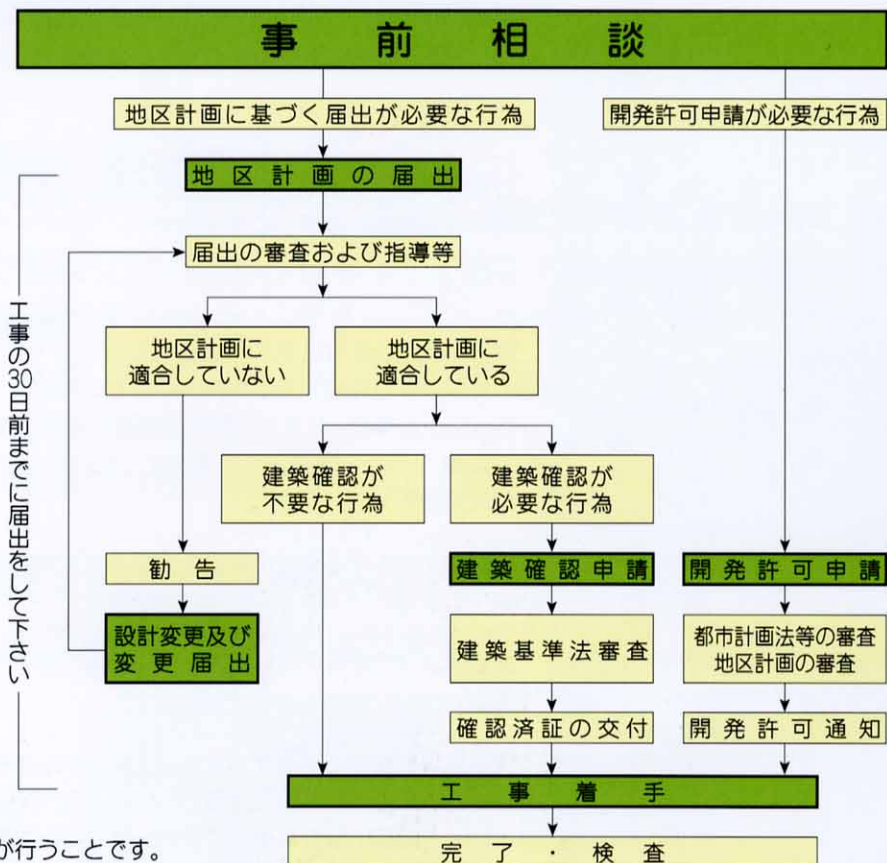 事前相談
地区計画に基づく届出が必要な行為
開発許可申請が必要な行為
地区計画の届出
届出の審査および指導等
地区計画に
適合していない
地区計画に
適合している
建築確認が
不要な行為
建築確認が
必要な行為
勧告
設計変更及び
変更届出
建築確認申請
建築基準法審査
確認済証の交付
開発許可申請
都市計画法等の審査
地区計画の審査
開発許可通知
工事着手
完了・検査
工事の30日前までに届出をして下さい
が行うことです。